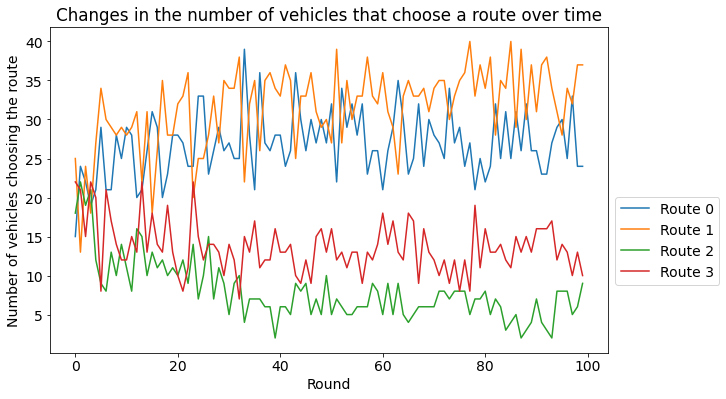 Changes in the number of vehicles that choose a route over time
Number of vehicles choosing the route
40
35
30
25
20
15
10
5
0
20
40
60
80
100
Round
Route 0
Route 1
Route 2
Route 3